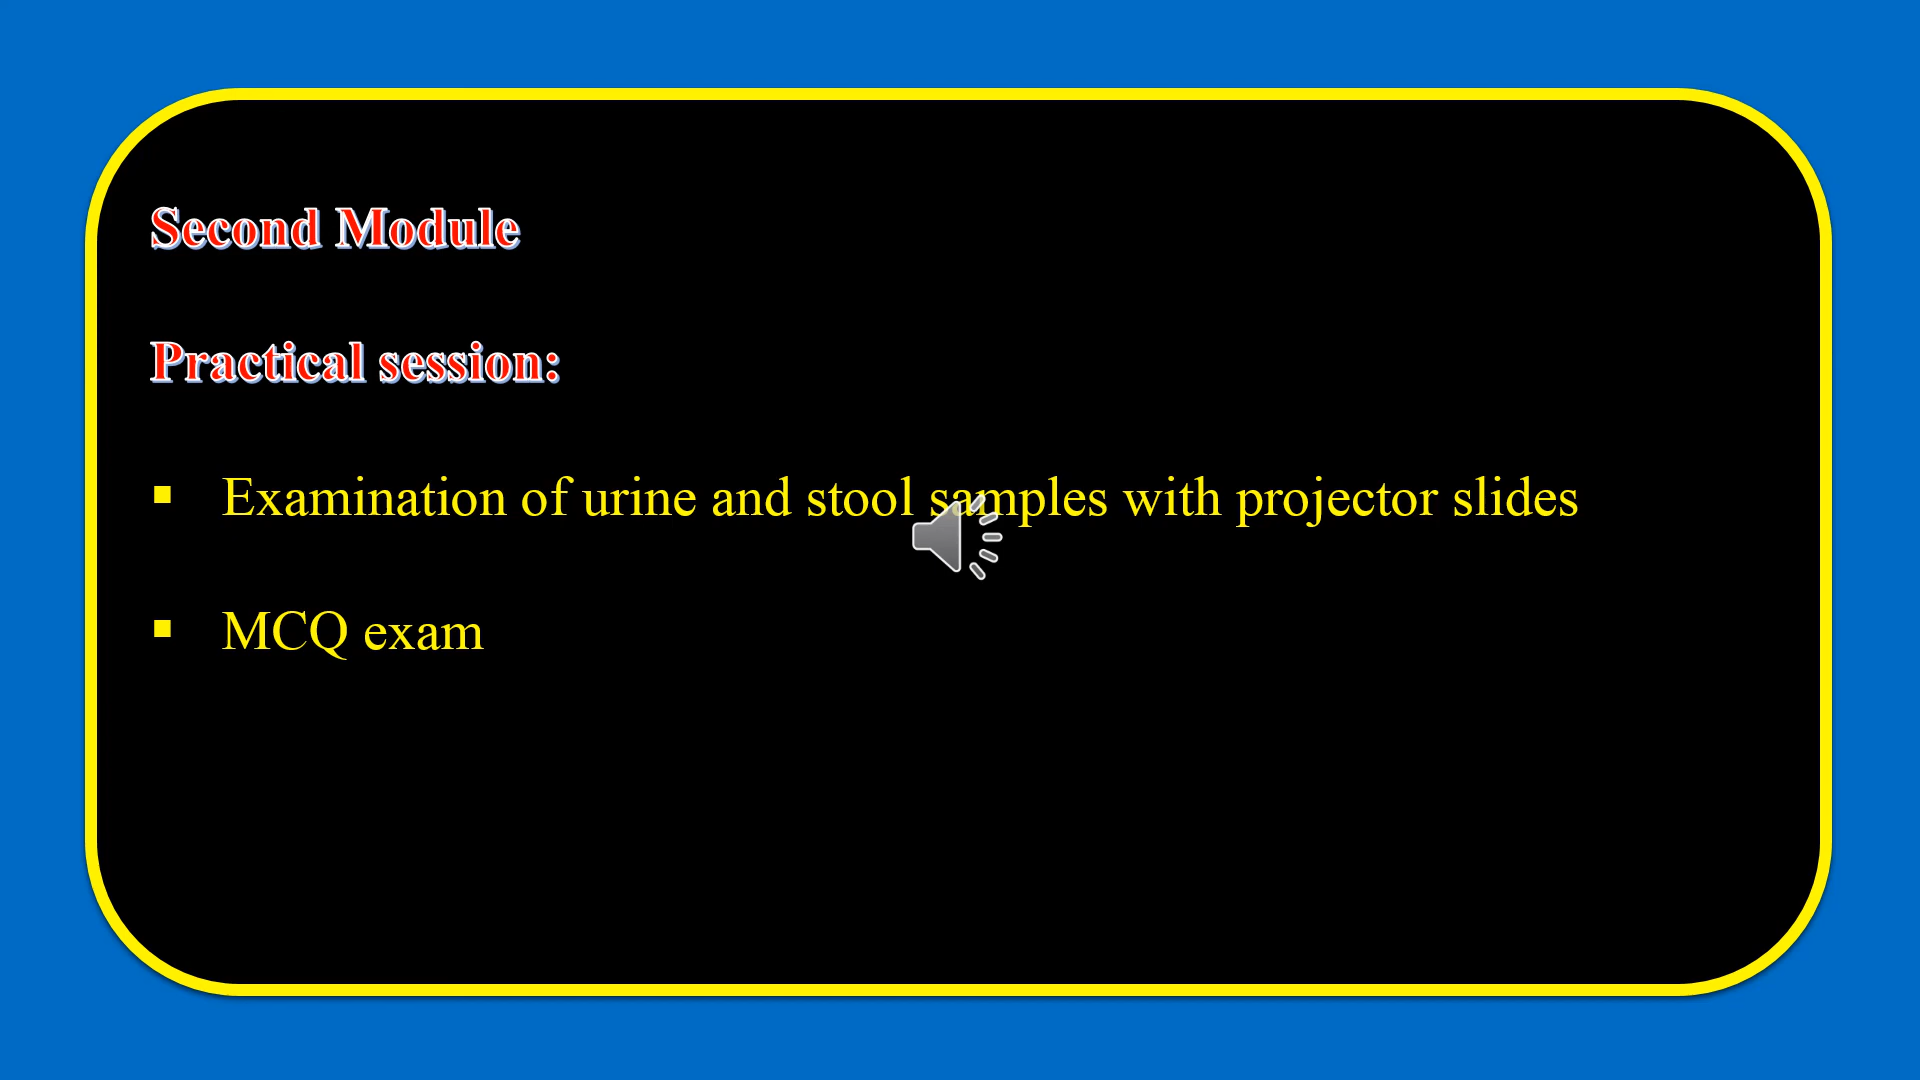 Second Module
Practical session:
▪ Examination of urine and stool samples with projector slides
▪ MCQ exam